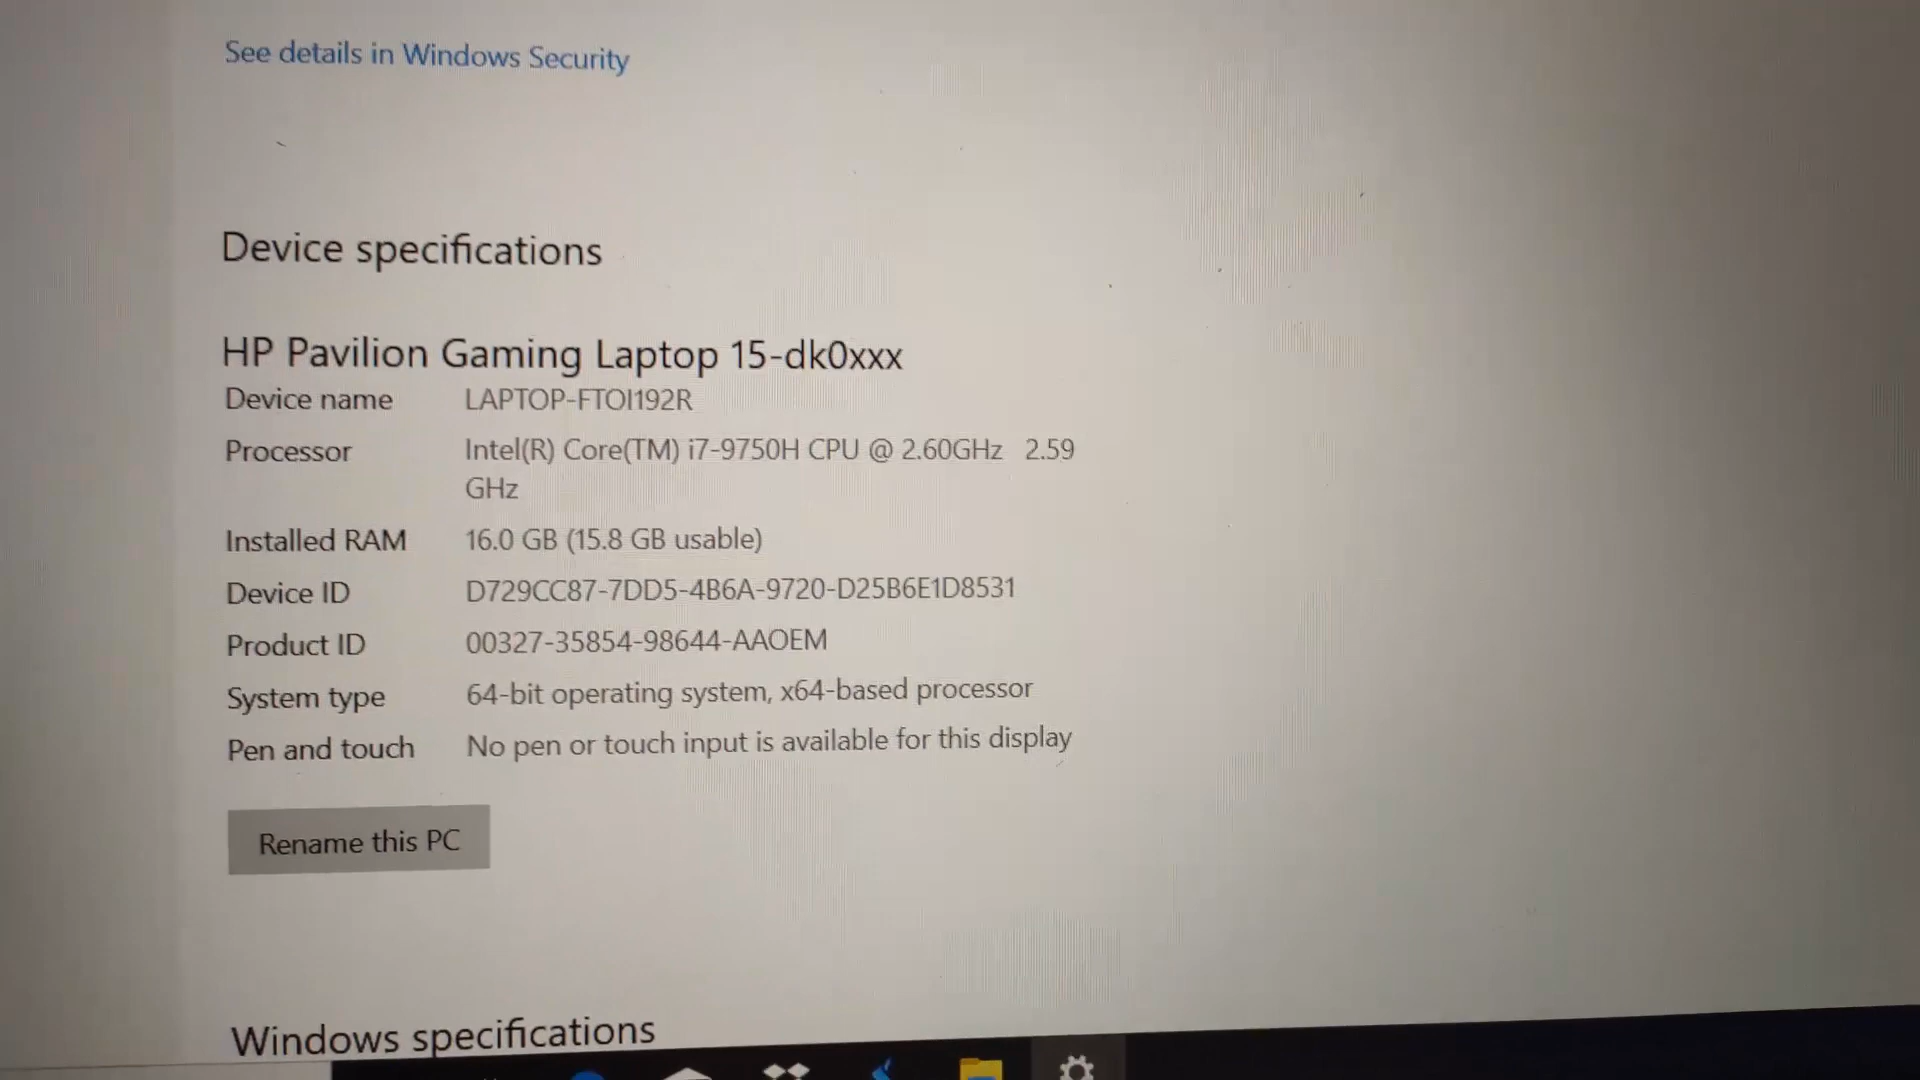 See details in Windows Security
Device specifications
HP Pavilion Gaming Laptop 15-dk0xxx
Device name LAPTOP-FTOI192R
Processor Intel(R) Core(TM) i7-9750H CPU @ 2.60GHz 2.59
GHz
Installed RAM 16.0 GB (15.8 GB usable)
Device ID D729CC87-7DD5-4B6A-9720-D25B6E1D8531
Product ID 00327-35854-98644-AAOEM
System type 64-bit operating system, x64-based processor
Pen and touch No pen or touch input is available for this display
Rename this PC
Windows specifications